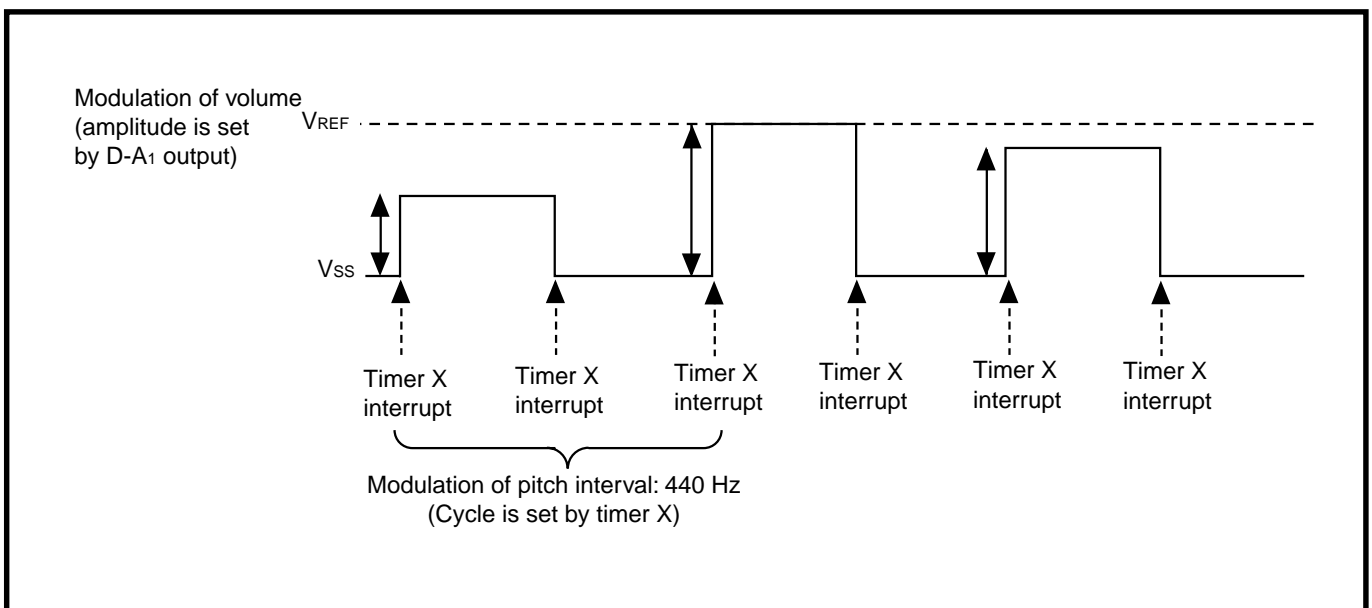 Modulation of volume
(amplitude is set
by D-A1 output)
VREF
VSS
Timer X
interrupt
Timer X
interrupt
Timer X
interrupt
Timer X
interrupt
Timer X
interrupt
Timer X
interrupt
Modulation of pitch interval: 440 Hz
(Cycle is set by timer X)